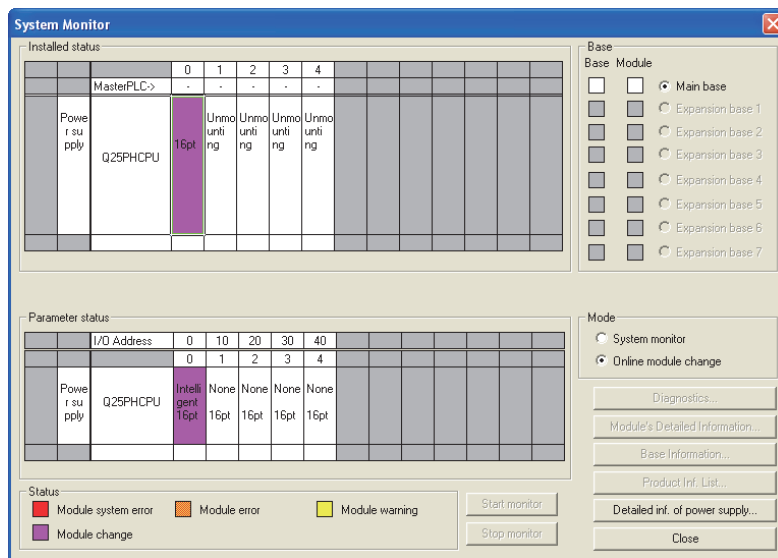 System Monitor
Installed status
0 1 2 3 4
MasterPLC-> - - - - -
Powe
r su
pply
Q25PHCPU
16pt
Unmo
unti
ng
Unmo
unti
ng
Unmo
unti
ng
Unmo
unti
ng
Base
Base Module
Main base
Expansion base 1
Expansion base 2
Expansion base 3
Expansion base 4
Expansion base 5
Expansion base 6
Expansion base 7
Parameter status
I/O Address 0 10 20 30 40
0 1 2 3 4
Powe
r su
pply
Q25PHCPU
Intelli
gent
16pt
None
16pt
None
16pt
None
16pt
None
16pt
Mode
System monitor
Online module change
Diagnostics...
Module's Detailed Information...
Base Information...
Product Inf. List...
Detailed inf. of power supply...
Close
Status
Module system error
Module error
Module warning
Module change
Start monitor
Stop monitor